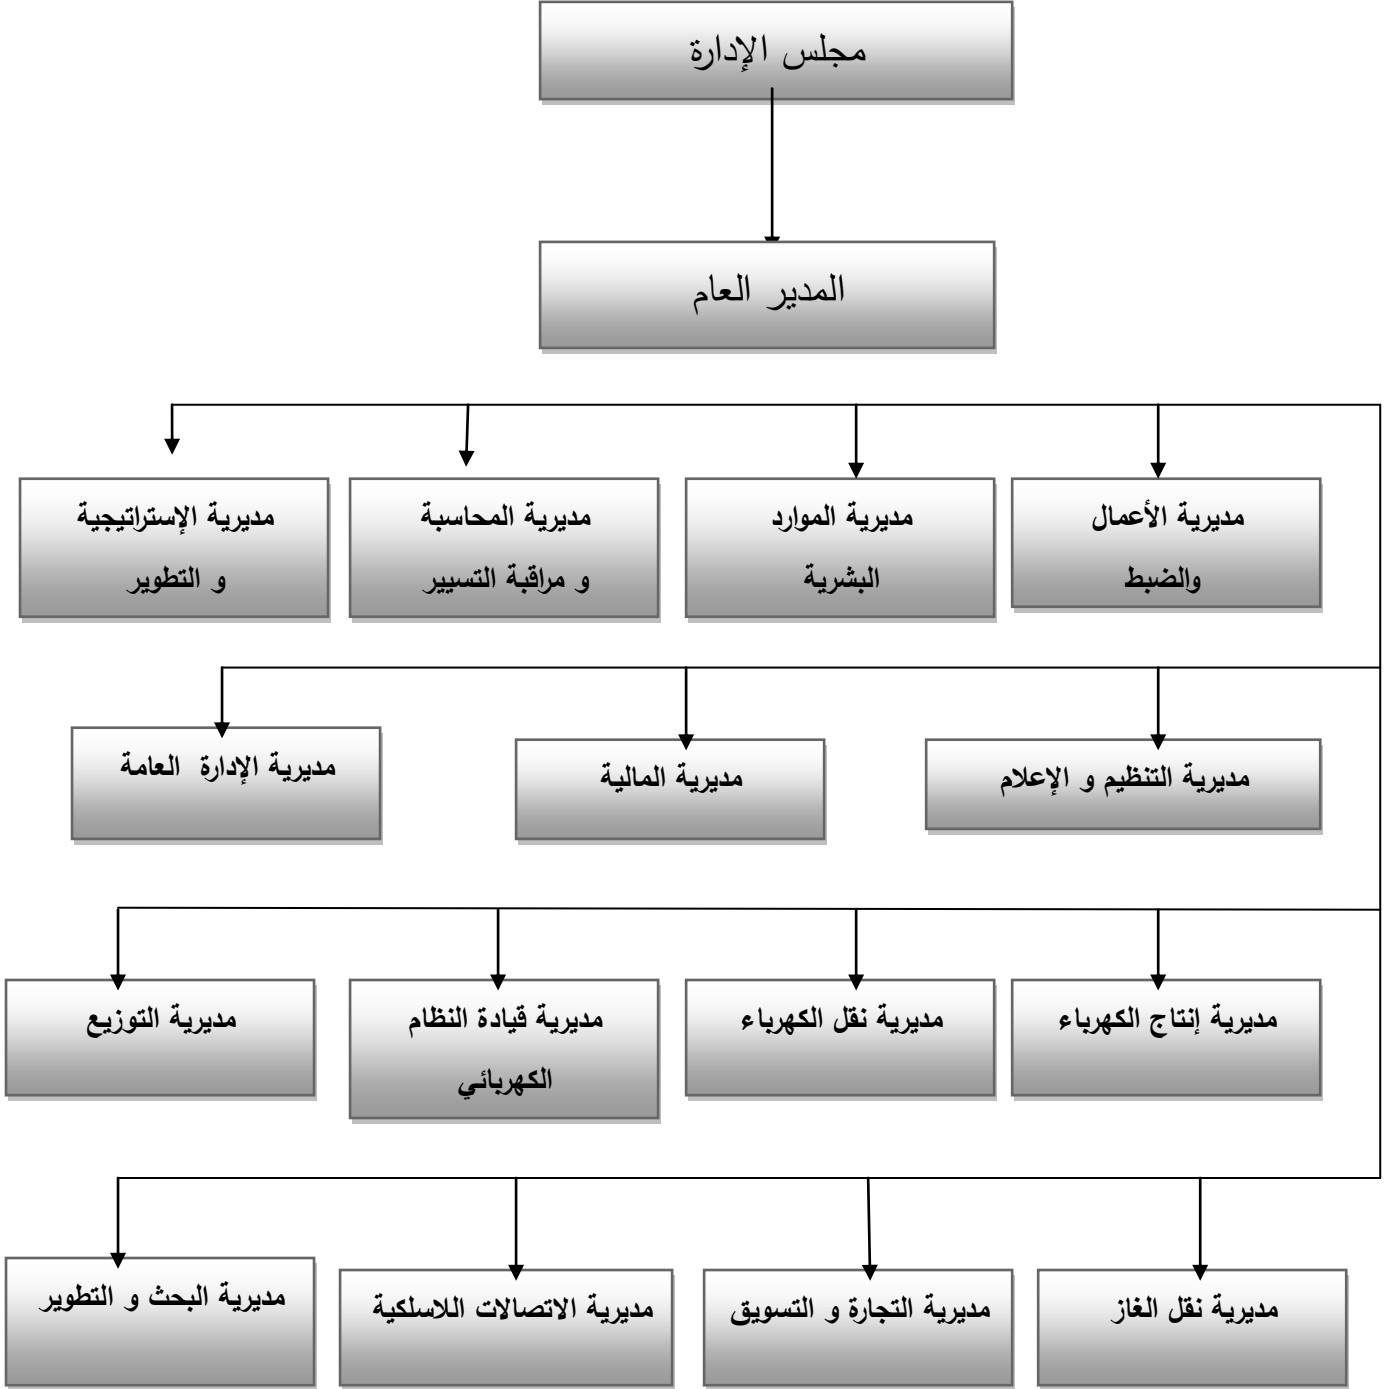 مجلس الإدارة
المدير العام
مديرية الأعمال
والضبط
مديرية الموارد
البشرية
مديرية المحاسبة
و مراقبة التسيير
مديرية الإستراتيجية
و التطوير
مديرية التنظيم و الإعلام
مديرية المالية
مديرية الإدارة العامة
مديرية إنتاج الكهرباء
مديرية نقل الكهرباء
مديرية قيادة النظام
الكهربائي
مديرية التوزيع
مديرية نقل الغاز
مديرية التجارة و التسويق
مديرية الاتصالات اللاسلكية
مديرية البحث و التطوير